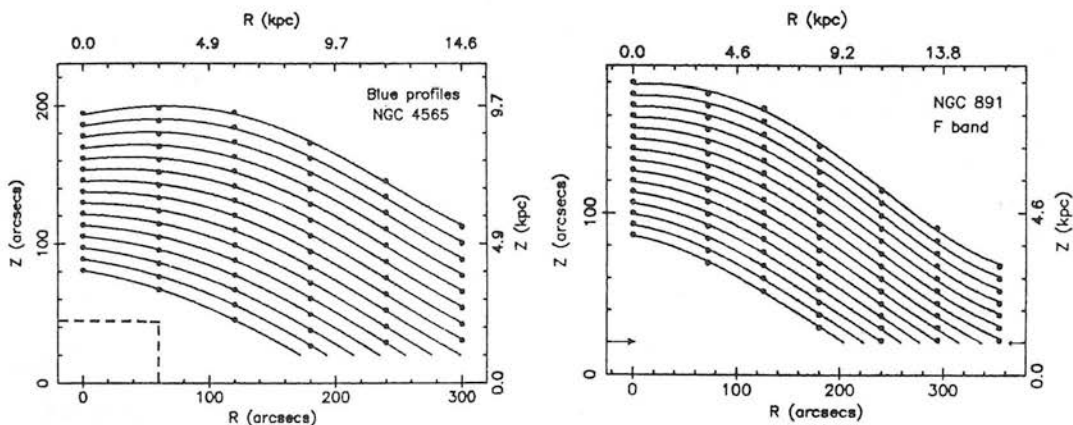 R (kpc)
0.0 4.9 9.7 14.6
Blue profiles
NGC 4565
Z (arcsecs)
200
100
0
Z (kpc)
9.7
4.9
0.0
0 100 200 300
R (arcsecs)
R (kpc)
0.0 4.6 9.2 13.8
NGC 891
F band
Z (arcsecs)
100
0
Z (kpc)
4.6
0.0
0 100 200 300
R (arcsecs)